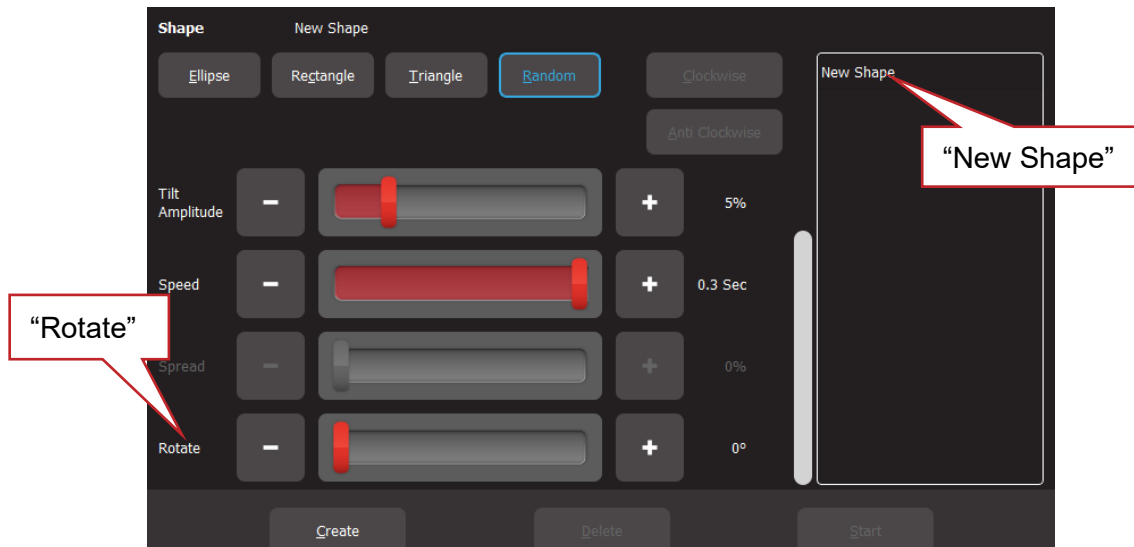 Shape New Shape
Ellipse Rectangle Triangle Random Clockwise New Shape
Anti Clockwise
“New Shape”
Tilt
Amplitude - + 5%
Speed - + 0.3 Sec
“Rotate”
Spread - + 0%
Rotate - + 0°
Create Delete Start